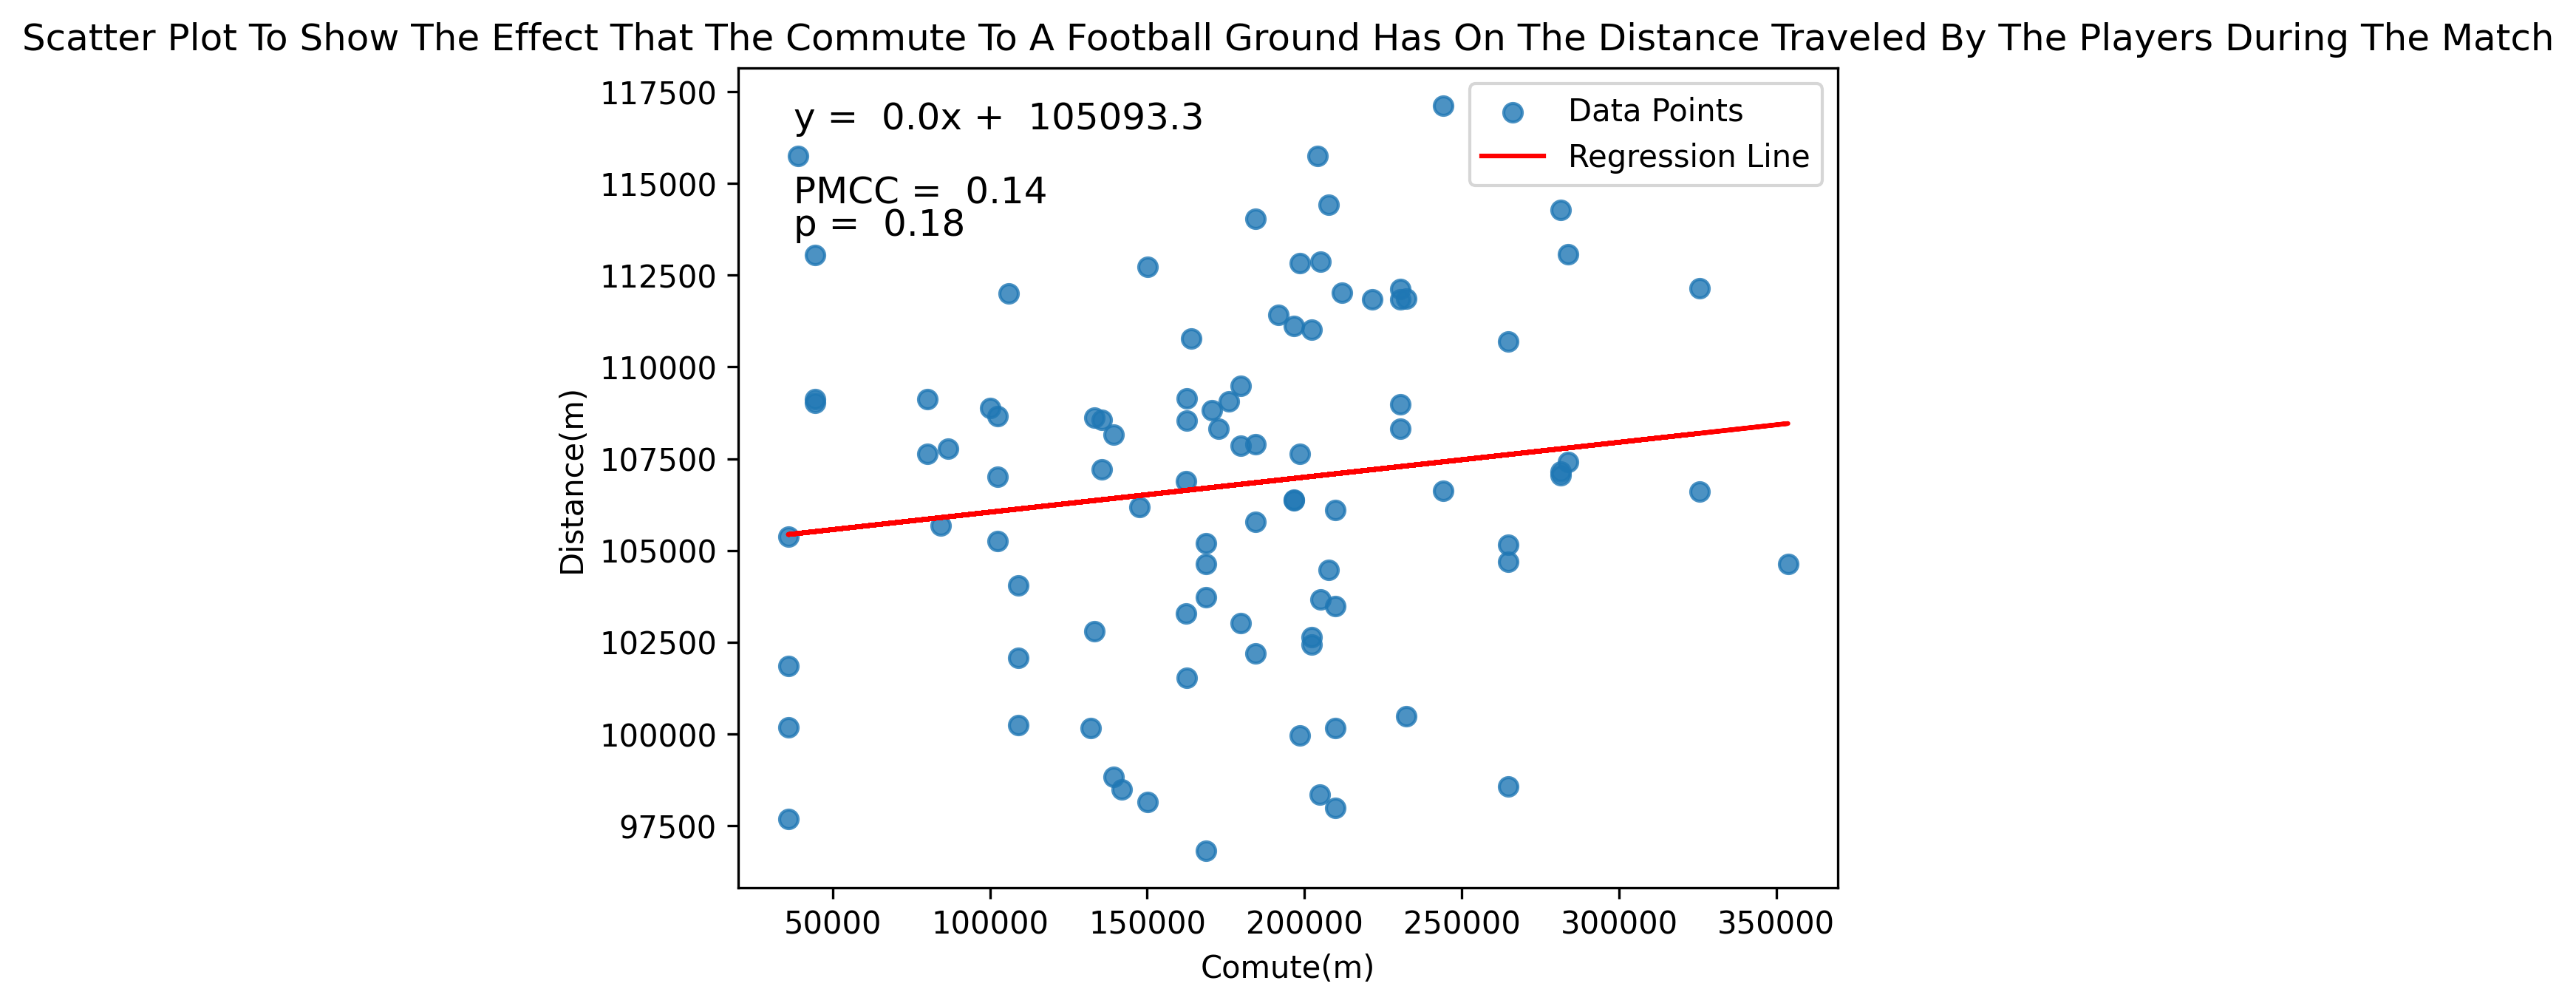 Scatter Plot To Show The Effect That The Commute To A Football Ground Has On The Distance Traveled By The Players During The Match
y =  0.0x +  105093.3
PMCC =  0.14
p =  0.18
Data Points
Regression Line
117500
115000
112500
110000
107500
105000
102500
100000
97500
Distance(m)
50000 100000 150000 200000 250000 300000 350000
Comute(m)